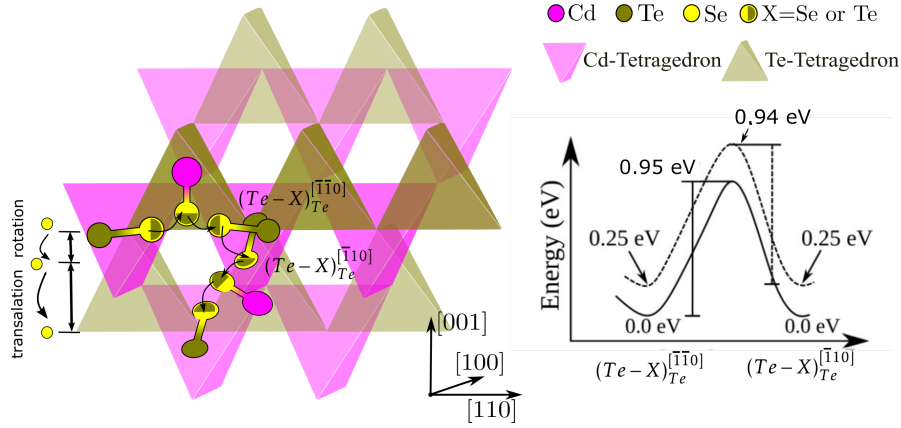 Cd Te Se X=Se or Te
Cd-Tetragedron Te-Tetragedron
(Te−X)_{Te}^{[\bar{1}\bar{1}0]}
(Te−X)_{Te}^{[\bar{1}10]}
rotation
transalation
[001]
[100]
[110]
Energy (eV)
0.94 eV
0.95 eV
0.25 eV
0.25 eV
0.0 eV
0.0 eV
(Te−X)_{Te}^{[\bar{1}\bar{1}0]}
(Te−X)_{Te}^{[\bar{1}10]}